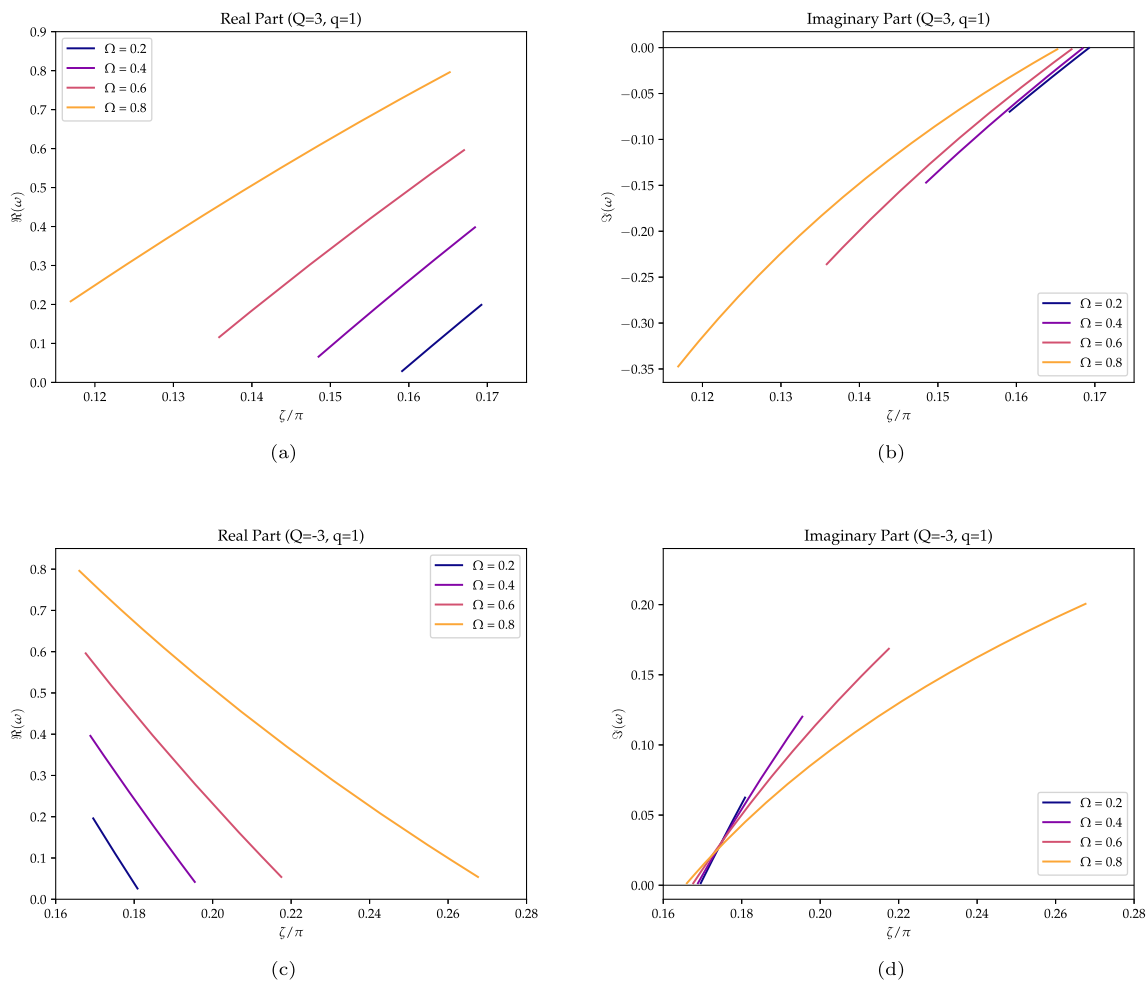 Real Part (Q=3, q=1)
0.9
0.8
0.7
0.6
0.5
0.4
0.3
0.2
0.1
0.0
ℜ(ω)
Ω = 0.2
Ω = 0.4
Ω = 0.6
Ω = 0.8
0.12 0.13 0.14 0.15 0.16 0.17
ζ/π
(a)
Imaginary Part (Q=3, q=1)
0.00
−0.05
−0.10
−0.15
−0.20
−0.25
−0.30
−0.35
ℑ(ω)
Ω = 0.2
Ω = 0.4
Ω = 0.6
Ω = 0.8
0.12 0.13 0.14 0.15 0.16 0.17
ζ/π
(b)
Real Part (Q=-3, q=1)
0.8
0.7
0.6
0.5
0.4
0.3
0.2
0.1
0.0
ℜ(ω)
Ω = 0.2
Ω = 0.4
Ω = 0.6
Ω = 0.8
0.16 0.18 0.20 0.22 0.24 0.26 0.28
ζ/π
(c)
Imaginary Part (Q=-3, q=1)
0.20
0.15
0.10
0.05
0.00
ℑ(ω)
Ω = 0.2
Ω = 0.4
Ω = 0.6
Ω = 0.8
0.16 0.18 0.20 0.22 0.24 0.26 0.28
ζ/π
(d)